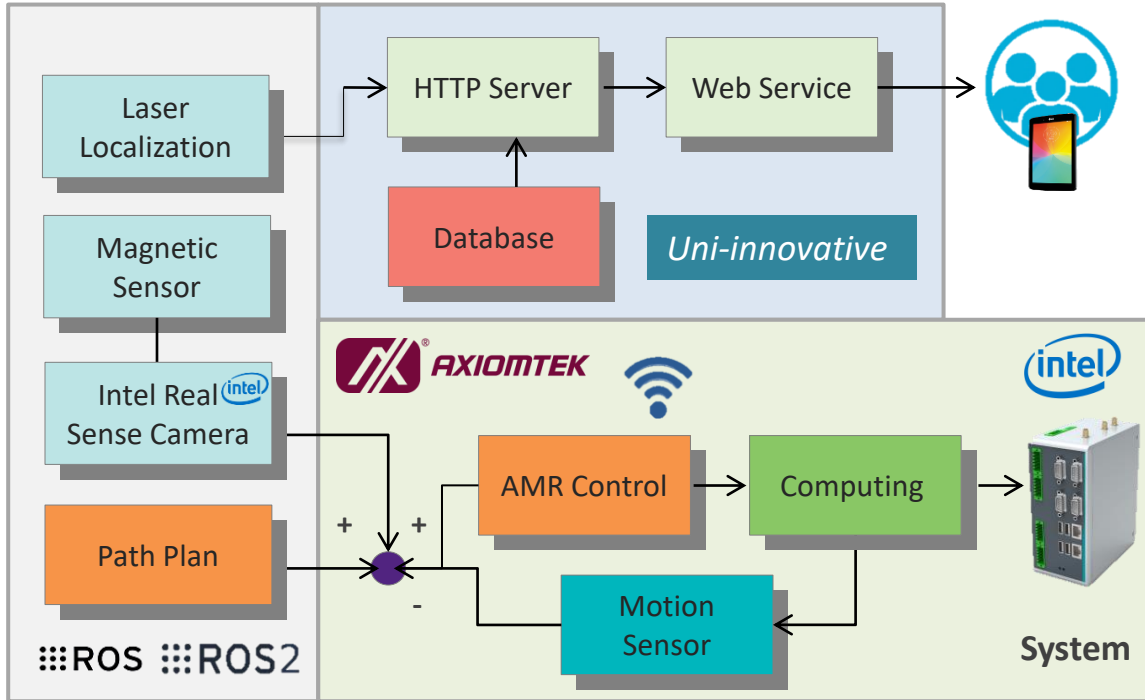 Laser
Localization
Magnetic
Sensor
Intel Real
Sense Camera
intel
Path Plan
ROS
ROS2
HTTP Server
Web Service
Database
Uni-innovative
AXIOMTEK
®
intel
AMR Control
Computing
+
+
-
Motion
Sensor
System